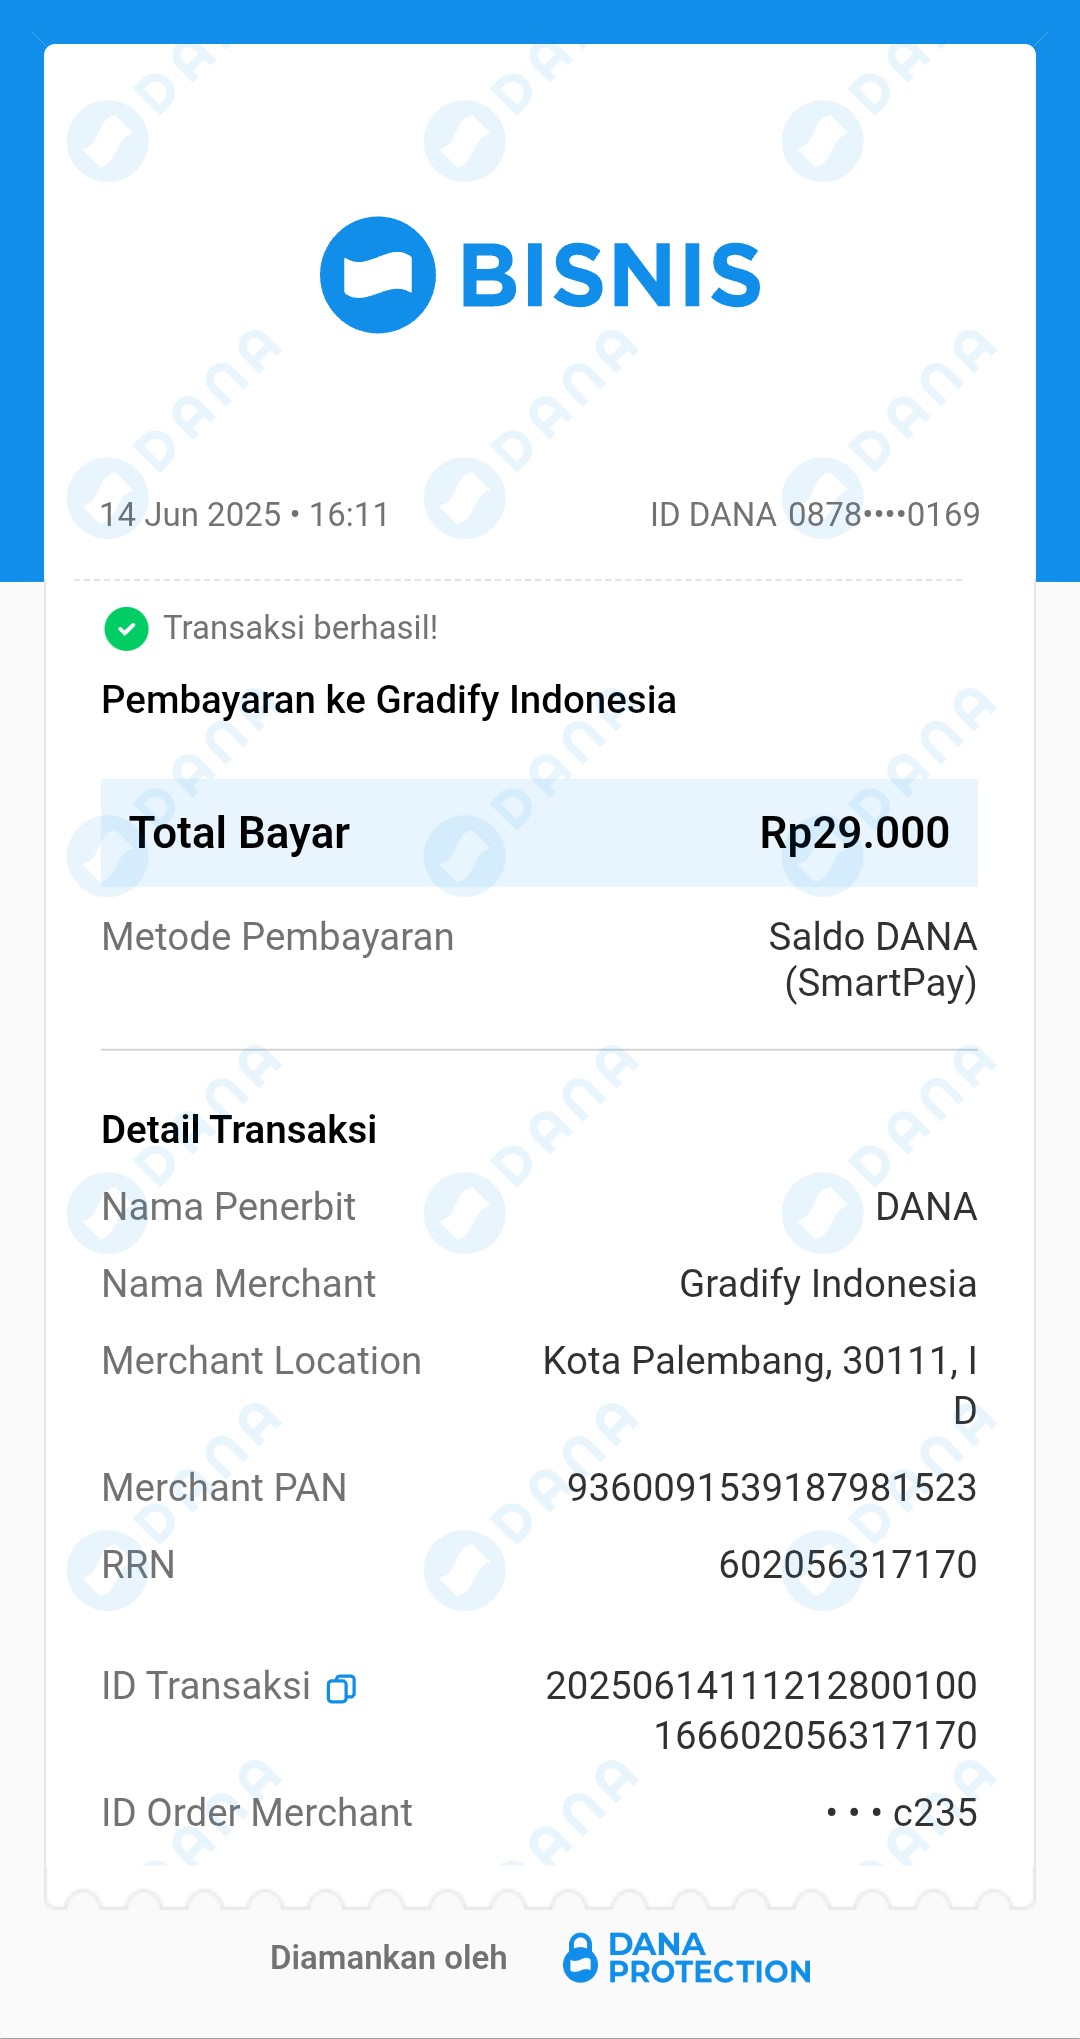 BISNIS
14 Jun 2025 • 16:11 ID DANA 0878••••0169
Transaksi berhasil!
Pembayaran ke Gradify Indonesia
Total Bayar Rp29.000
Metode Pembayaran Saldo DANA
(SmartPay)
Detail Transaksi
Nama Penerbit DANA
Nama Merchant Gradify Indonesia
Merchant Location Kota Palembang, 30111, I
D
Merchant PAN 9360091539187981523
RRN 602056317170
ID Transaksi 20250614111212800100
166602056317170
ID Order Merchant • • • c235
Diamankan oleh DANA
PROTECTION